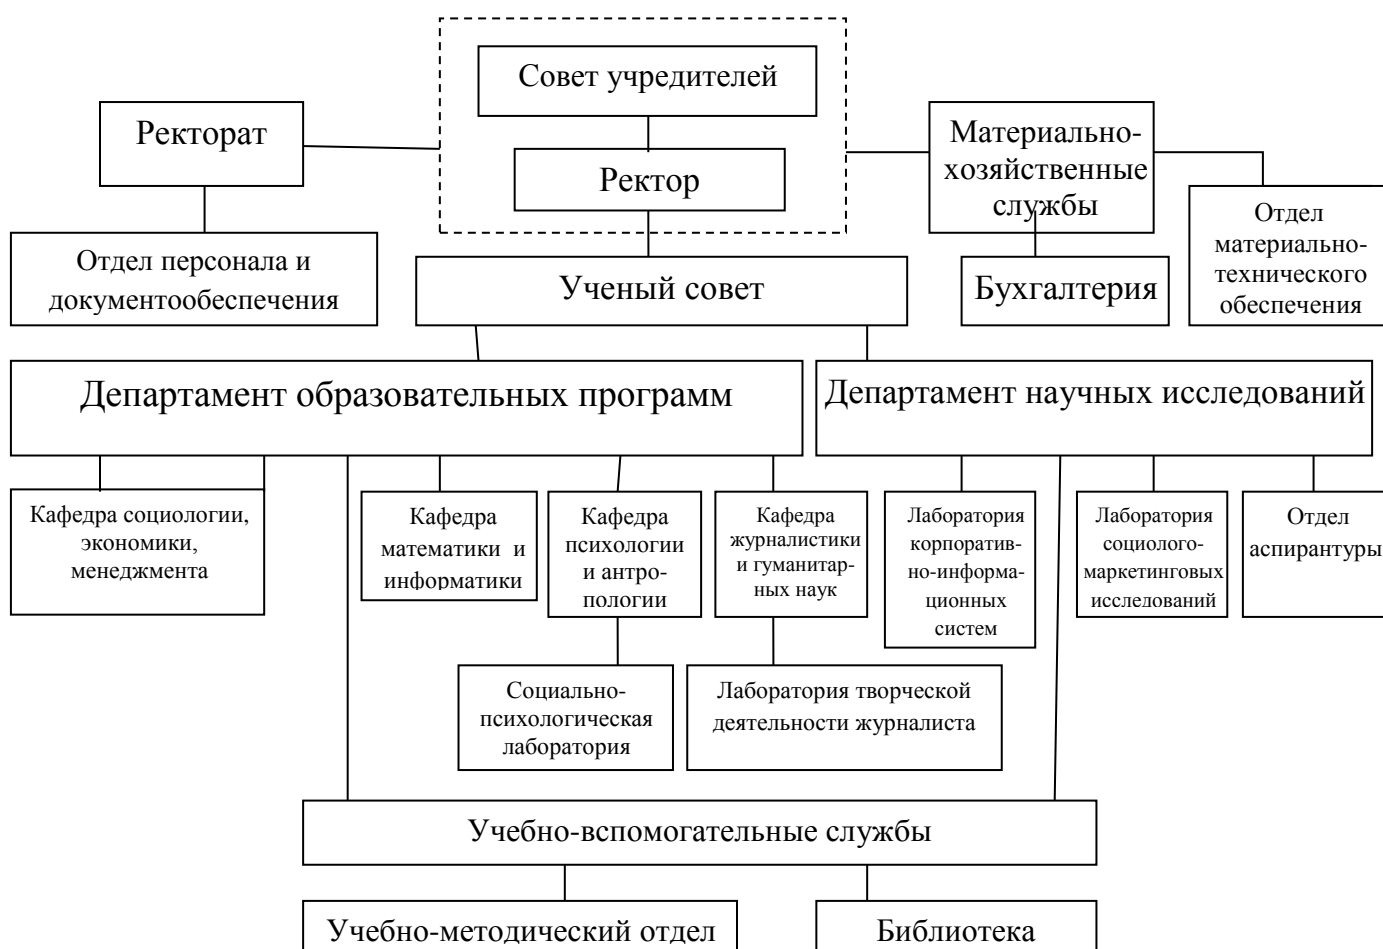 Совет учредителей
Ректорат
Ректор
Материально-
хозяйственные
службы
Отдел
материально-
технического
обеспечения
Отдел персонала и
документообеспечения
Ученый совет
Бухгалтерия
Департамент образовательных программ
Департамент научных исследований
Кафедра социологии,
экономики,
менеджмента
Кафедра
математики и
информатики
Кафедра
психологии
и антро-
пологии
Кафедра
журналистики
и гуманитар-
ных наук
Лаборатория
корпоратив-
но-информа-
ционных
систем
Лаборатория
социолого-
маркетинговых
исследований
Отдел
аспирантуры
Социально-
психологическая
лаборатория
Лаборатория творческой
деятельности журналиста
Учебно-вспомогательные службы
Учебно-методический отдел
Библиотека